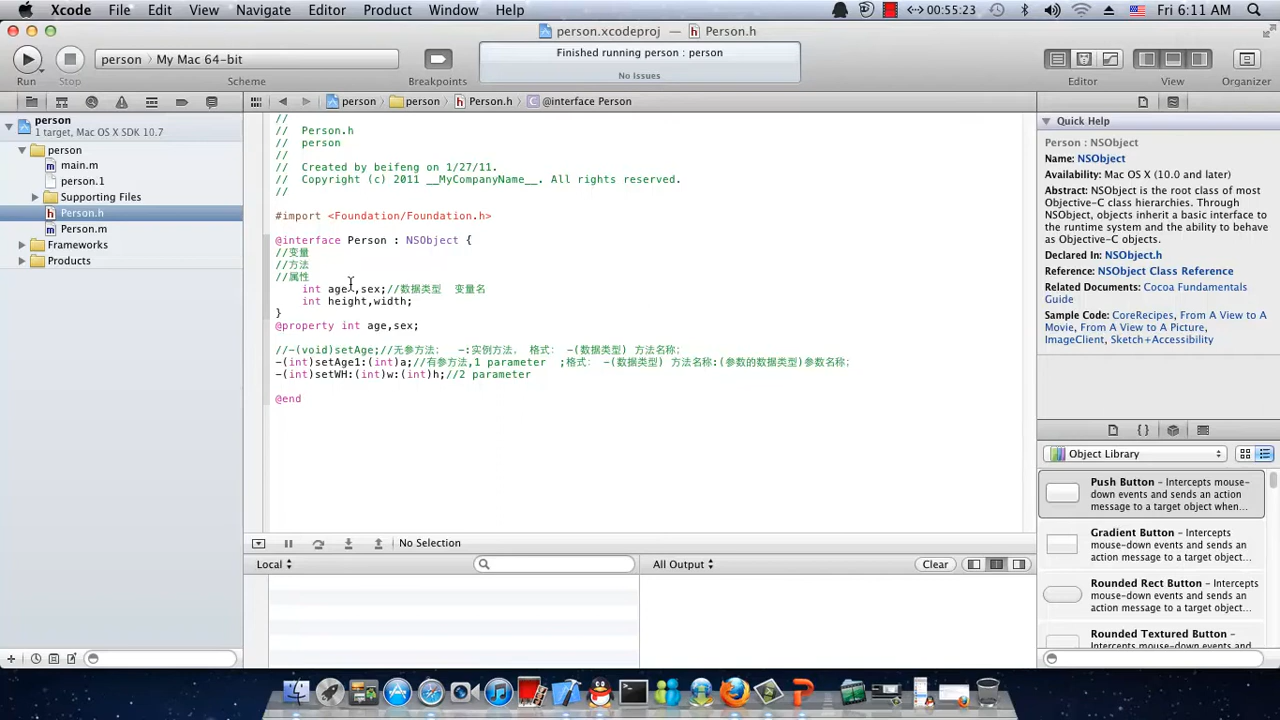 Xcode File Edit View Navigate Editor Product Window Help 00:55:23 Fri 6:11 AM
person.xcodeproj — Person.h
person › My Mac 64-bit
Finished running person : person
No Issues
Run Stop Scheme Breakpoints Editor View Organizer
person › person › Person.h › @interface Person
person
1 target, Mac OS X SDK 10.7
person
main.m
person.1
Supporting Files
Person.h
Person.m
Frameworks
Products
//
// Person.h
// person
//
// Created by beifeng on 1/27/11.
// Copyright (c) 2011 __MyCompanyName__. All rights reserved.
//
#import <Foundation/Foundation.h>
@interface Person : NSObject {
//变量
//方法
//属性
int age,sex;//数据类型 变量名
int height,width;
}
@property int age,sex;
//-(void)setAge;//无参方法; -:实例方法, 格式: -(数据类型) 方法名称;
-(int)setAge1:(int)a;//有参方法,1 parameter ;格式: -(数据类型) 方法名称:(参数的数据类型)参数名称;
-(int)setWH:(int)w:(int)h;//2 parameter
@end
No Selection
Local
All Output
Clear
Quick Help
Person : NSObject
Name: NSObject
Availability: Mac OS X (10.0 and later)
Abstract: NSObject is the root class of most
Objective-C class hierarchies. Through
NSObject, objects inherit a basic interface to
the runtime system and the ability to behave
as Objective-C objects.
Declared In: NSObject.h
Reference: NSObject Class Reference
Related Documents: Cocoa Fundamentals
Guide
Sample Code: CoreRecipes, From A View to A
Movie, From A View to A Picture,
ImageClient, Sketch+Accessibility
Object Library
Push Button – Intercepts mouse-
down events and sends an action
message to a target object when...
Gradient Button – Intercepts
mouse-down events and sends an
action message to a target object...
Rounded Rect Button – Intercepts
mouse-down events and sends an
action message to a target object...
Rounded Textured Button –
Intercepts mouse-down events and